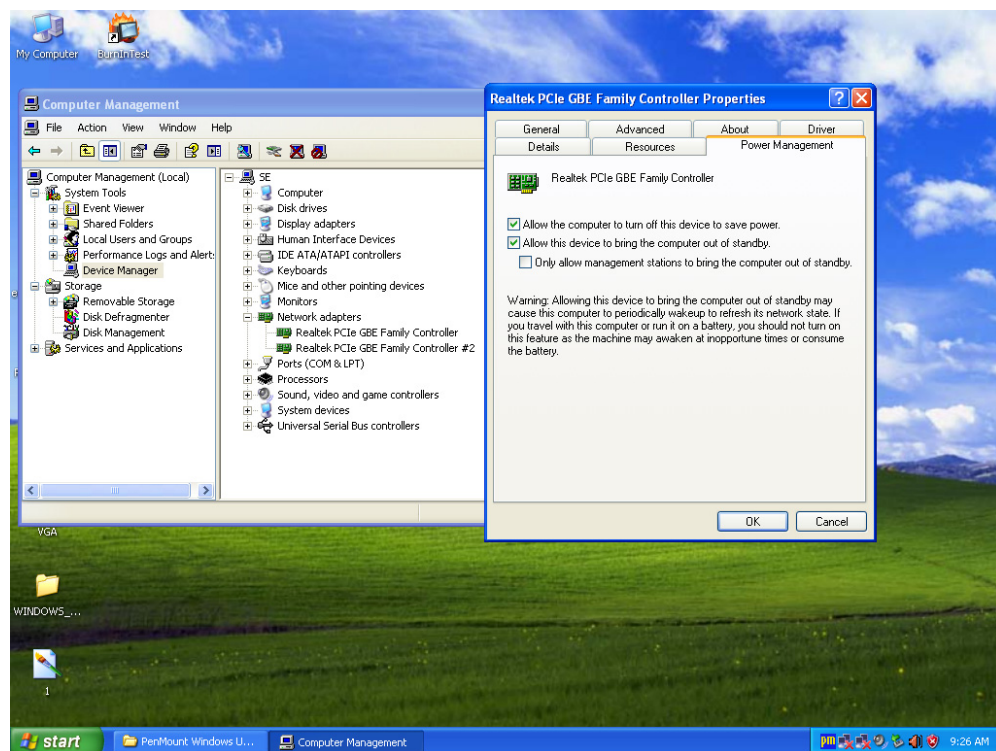 My Computer
BurnInTest
Computer Management
File Action View Window Help
Computer Management (Local)
System Tools
Event Viewer
Shared Folders
Local Users and Groups
Performance Logs and Alert
Device Manager
Storage
Removable Storage
Disk Defragmenter
Disk Management
Services and Applications
SE
Computer
Disk drives
Display adapters
Human Interface Devices
IDE ATA/ATAPI controllers
Keyboards
Mice and other pointing devices
Monitors
Network adapters
Realtek PCIe GBE Family Controller
Realtek PCIe GBE Family Controller #2
Ports (COM & LPT)
Processors
Sound, video and game controllers
System devices
Universal Serial Bus controllers
Realtek PCIe GBE Family Controller Properties
General Advanced About Driver
Details Resources Power Management
Realtek PCIe GBE Family Controller
Allow the computer to turn off this device to save power.
Allow this device to bring the computer out of standby.
Only allow management stations to bring the computer out of standby.
Warning: Allowing this device to bring the computer out of standby may
cause this computer to periodically wakeup to refresh its network state. If
you travel with this computer or run it on a battery, you should not turn on
this feature as the machine may awaken at inopportune times or consume
the battery.
OK Cancel
VGA
WINDOWS_...
1
start
PenMount Windows U...
Computer Management
pm
9:26 AM